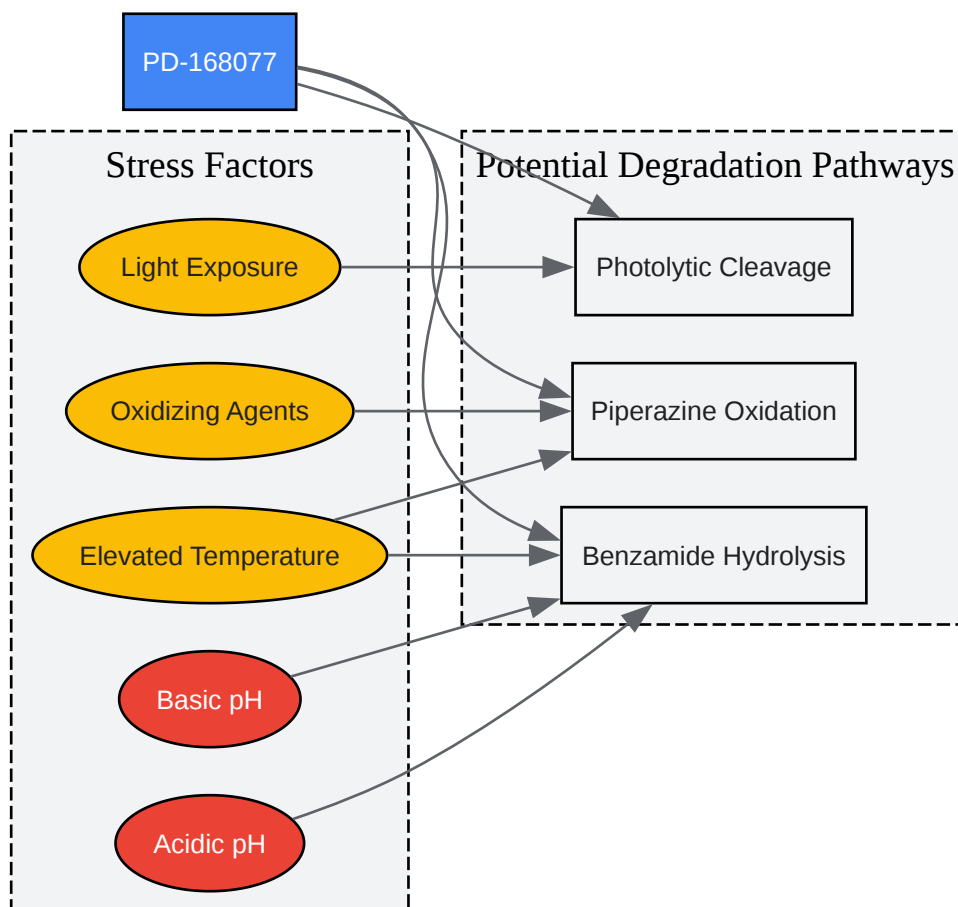 PD-168077
Stress Factors
Potential Degradation Pathways
Light Exposure
Photolytic Cleavage
Oxidizing Agents
Piperazine Oxidation
Elevated Temperature
Benzamide Hydrolysis
Basic pH
Acidic pH